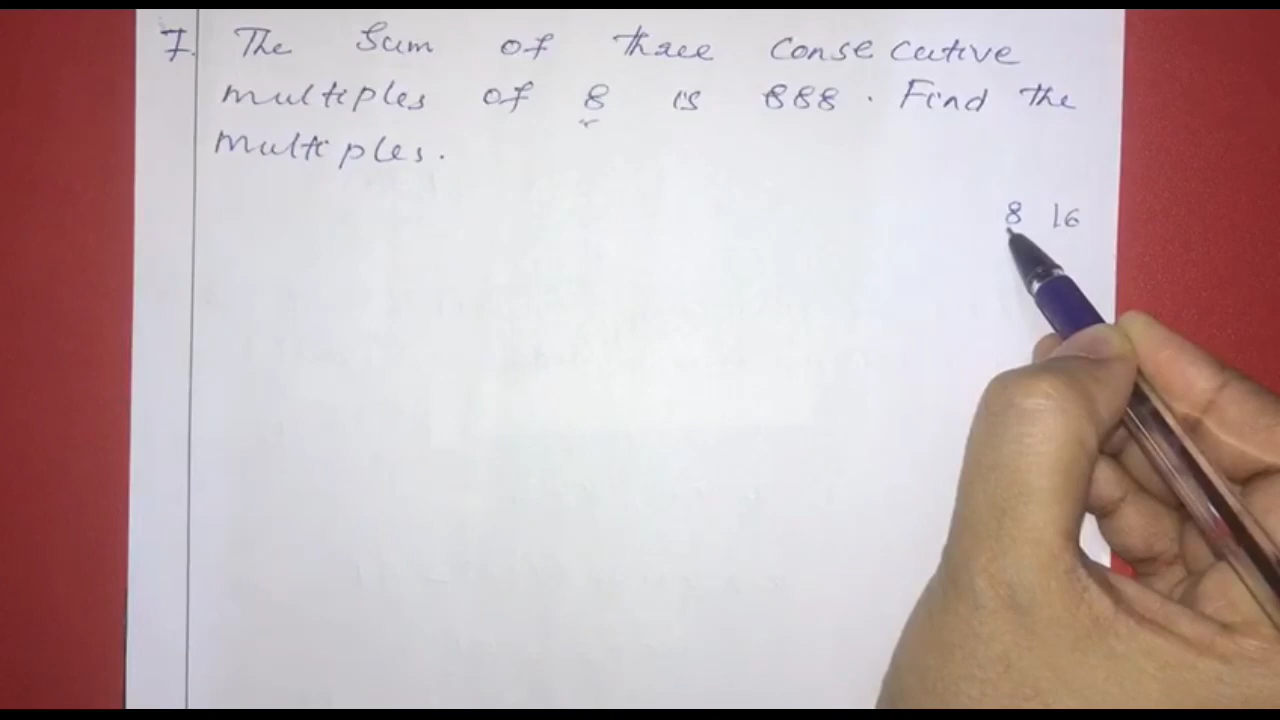 7. The Sum of three consecutive
multiples of 8 is 888. Find the
multiples.
8 16